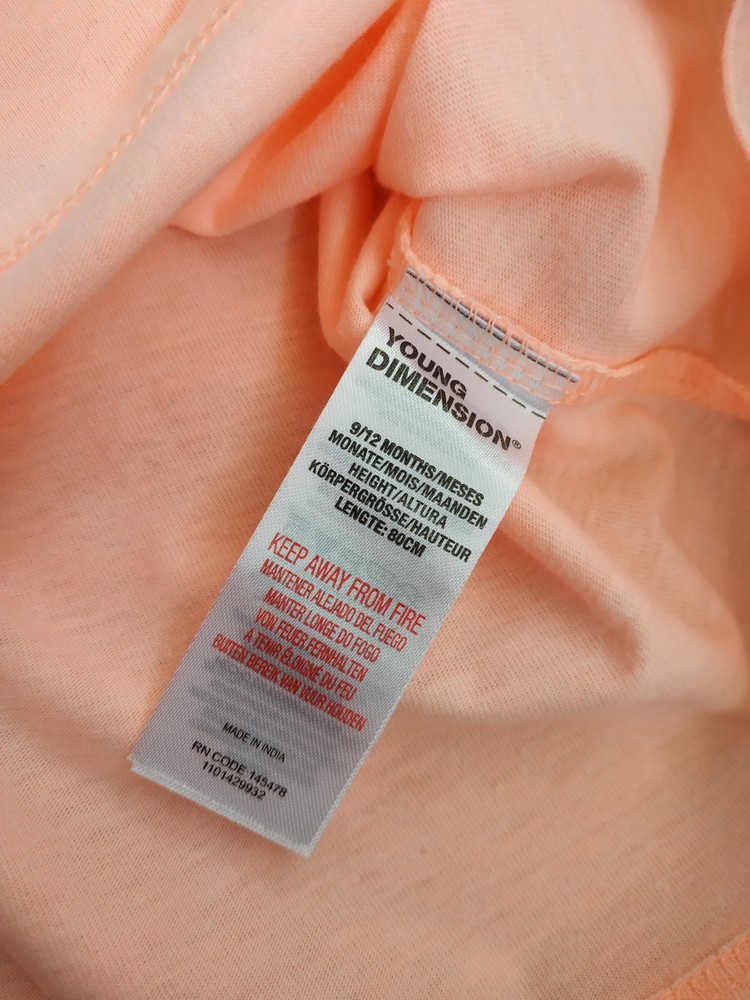 YOUNG
DIMENSION®
9/12 MONTHS/MESES
MONATE/MOIS/MAANDEN
HEIGHT/ALTURA
KÖRPERGRÖSSE/HAUTEUR
LENGTE: 80CM
KEEP AWAY FROM FIRE
MANTENER ALEJADO DEL FUEGO
MANTER LONGE DO FOGO
VON FEUER FERNHALTEN
À TENIR ÉLOIGNÉ DU FEU
BUITEN BEREIK VAN VUUR HOUDEN
MADE IN INDIA
RN CODE 145478
1101429932